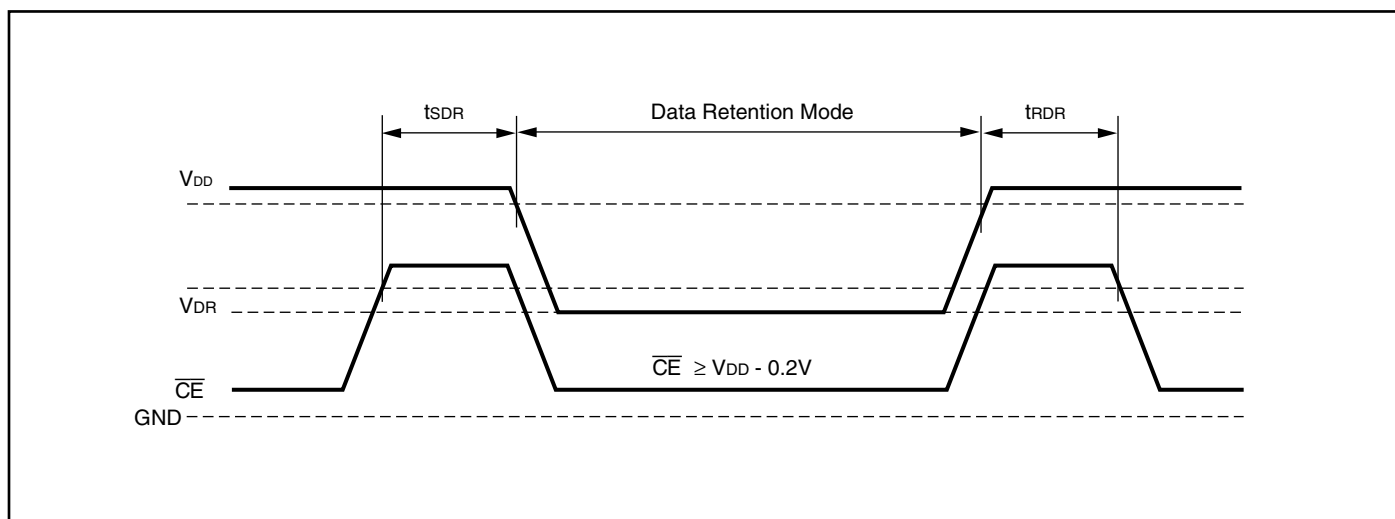 tSDR Data Retention Mode tRDR
VDD
VDR
CE ≥ VDD - 0.2V
CE
GND